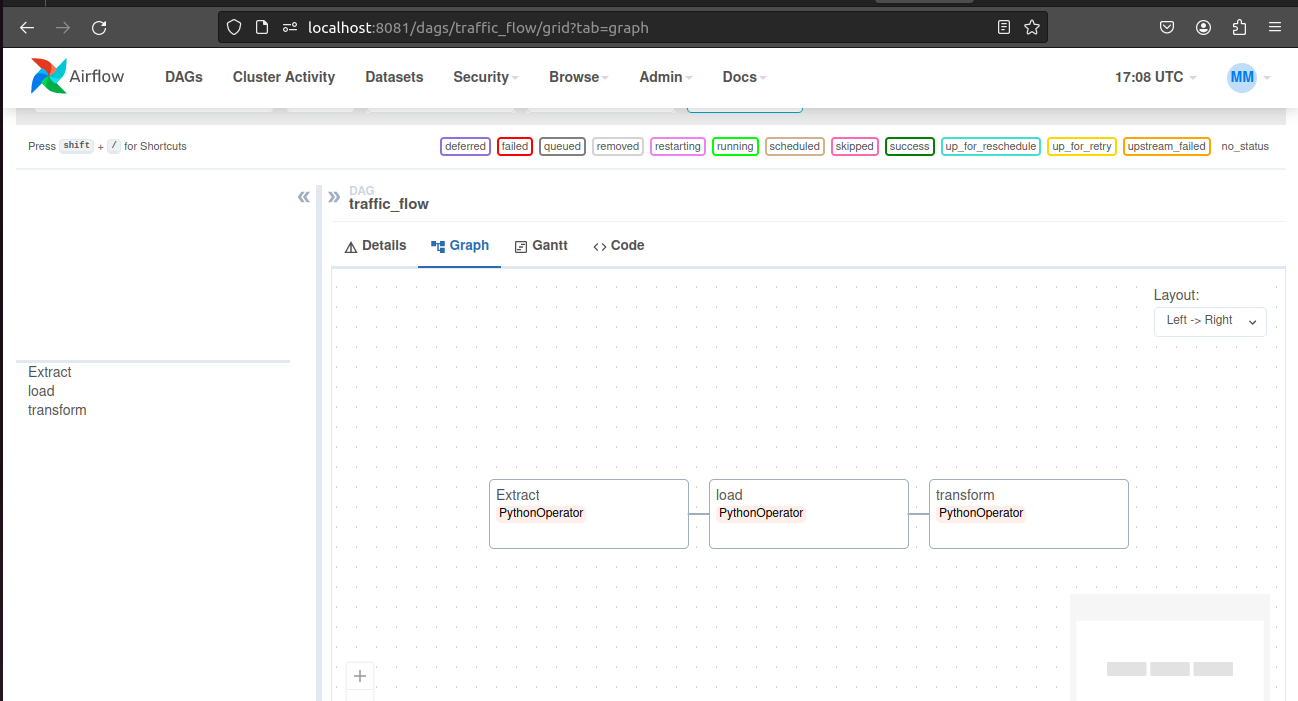 localhost:8081/dags/traffic_flow/grid?tab=graph
Airflow DAGs Cluster Activity Datasets Security Browse Admin Docs 17:08 UTC MM
Press shift + / for Shortcuts deferred failed queued removed restarting running scheduled skipped success up_for_reschedule up_for_retry upstream_failed no_status
DAG
traffic_flow
Details Graph Gantt Code
Layout:
Left -> Right
Extract
load
transform
Extract load transform
PythonOperator PythonOperator PythonOperator